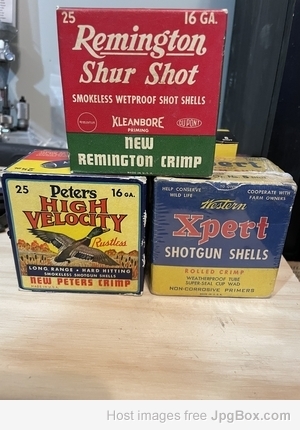 25 16 GA.
Remington
Shur Shot
SMOKELESS WETPROOF SHOT SHELLS
KLEANBORE
PRIMING
DU PONT
NEW
REMINGTON CRIMP
25 Peters 16 GA.
HIGH
VELOCITY
Rustless
LONG RANGE • HARD HITTING
SMOKELESS SHOTGUN SHELLS
NEW PETERS CRIMP
HELP CONSERVE
WILD LIFE
COOPERATE WITH
FARM OWNERS
Western
Xpert
SHOTGUN SHELLS
ROLLED CRIMP
WEATHERPROOF TUBE
SUPER-SEAL CUP WAD
NON-CORROSIVE PRIMERS
Host images free JpgBox.com